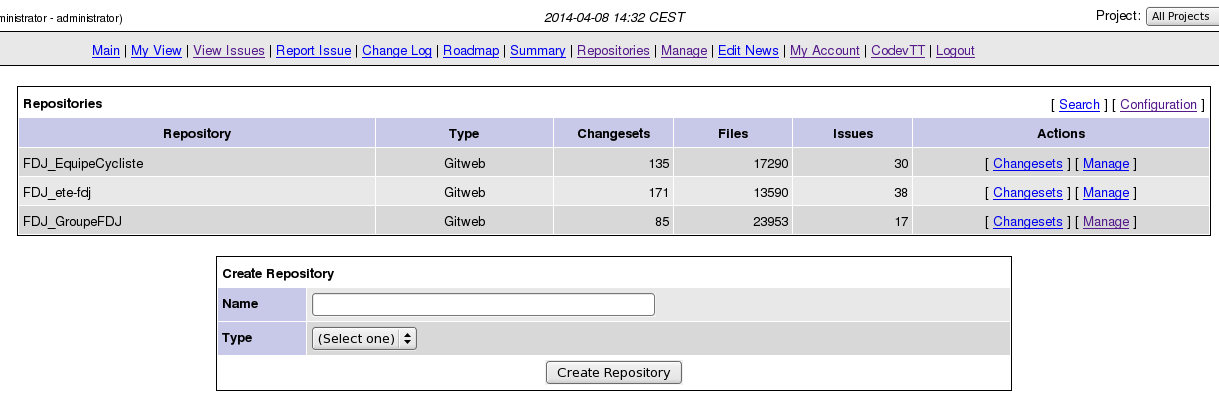 ministrator - administrator) 2014-04-08 14:32 CEST Project: All Projects
Main | My View | View Issues | Report Issue | Change Log | Roadmap | Summary | Repositories | Manage | Edit News | My Account | CodevTT | Logout
Repositories [ Search ] [ Configuration ]
Repository Type Changesets Files Issues Actions
FDJ_EquipeCycliste Gitweb 135 17290 30 [ Changesets ] [ Manage ]
FDJ_ete-fdj Gitweb 171 13590 38 [ Changesets ] [ Manage ]
FDJ_GroupeFDJ Gitweb 85 23953 17 [ Changesets ] [ Manage ]
Create Repository
Name
Type (Select one)
Create Repository